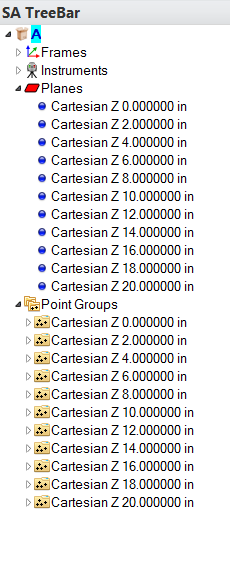 SA TreeBar
A
Frames
Instruments
Planes
Cartesian Z 0.000000 in
Cartesian Z 2.000000 in
Cartesian Z 4.000000 in
Cartesian Z 6.000000 in
Cartesian Z 8.000000 in
Cartesian Z 10.000000 in
Cartesian Z 12.000000 in
Cartesian Z 14.000000 in
Cartesian Z 16.000000 in
Cartesian Z 18.000000 in
Cartesian Z 20.000000 in
Point Groups
Cartesian Z 0.000000 in
Cartesian Z 2.000000 in
Cartesian Z 4.000000 in
Cartesian Z 6.000000 in
Cartesian Z 8.000000 in
Cartesian Z 10.000000 in
Cartesian Z 12.000000 in
Cartesian Z 14.000000 in
Cartesian Z 16.000000 in
Cartesian Z 18.000000 in
Cartesian Z 20.000000 in